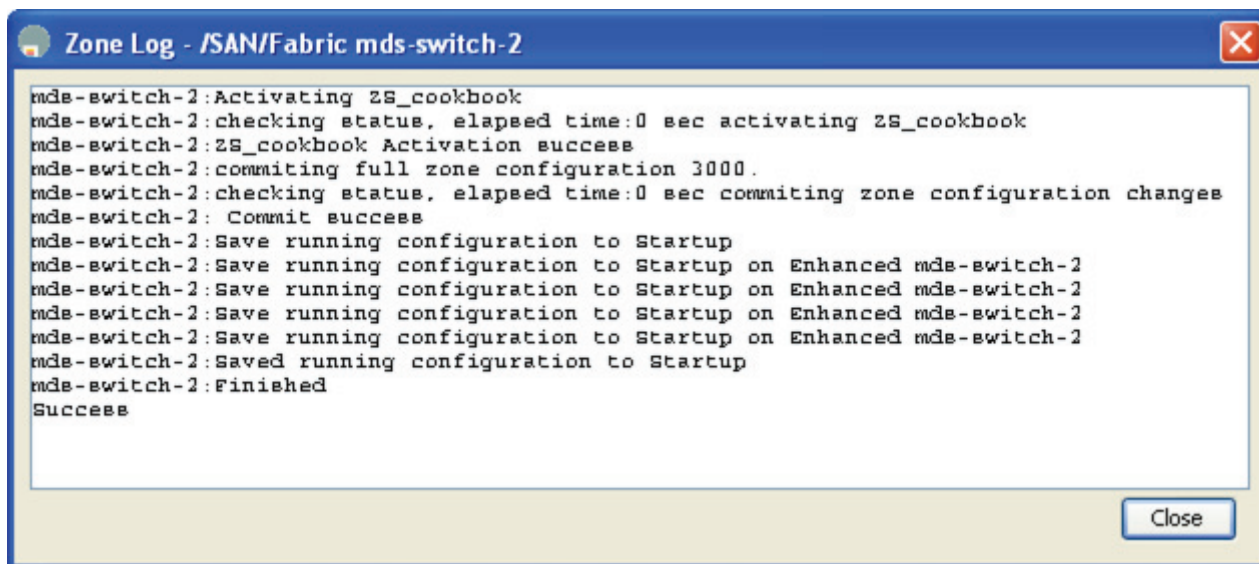 Zone Log - /SAN/Fabric mds-switch-2
mds-switch-2:Activating ZS_cookbook
mds-switch-2:checking status, elapsed time:0 sec activating ZS_cookbook
mds-switch-2:ZS_cookbook Activation success
mds-switch-2:commiting full zone configuration 3000.
mds-switch-2:checking status, elapsed time:0 sec commiting zone configuration changes
mds-switch-2: Commit success
mds-switch-2:Save running configuration to Startup
mds-switch-2:Save running configuration to Startup on Enhanced mds-switch-2
mds-switch-2:Save running configuration to Startup on Enhanced mds-switch-2
mds-switch-2:Save running configuration to Startup on Enhanced mds-switch-2
mds-switch-2:Save running configuration to Startup on Enhanced mds-switch-2
mds-switch-2:Saved running configuration to Startup
mds-switch-2:Finished
Success
Close